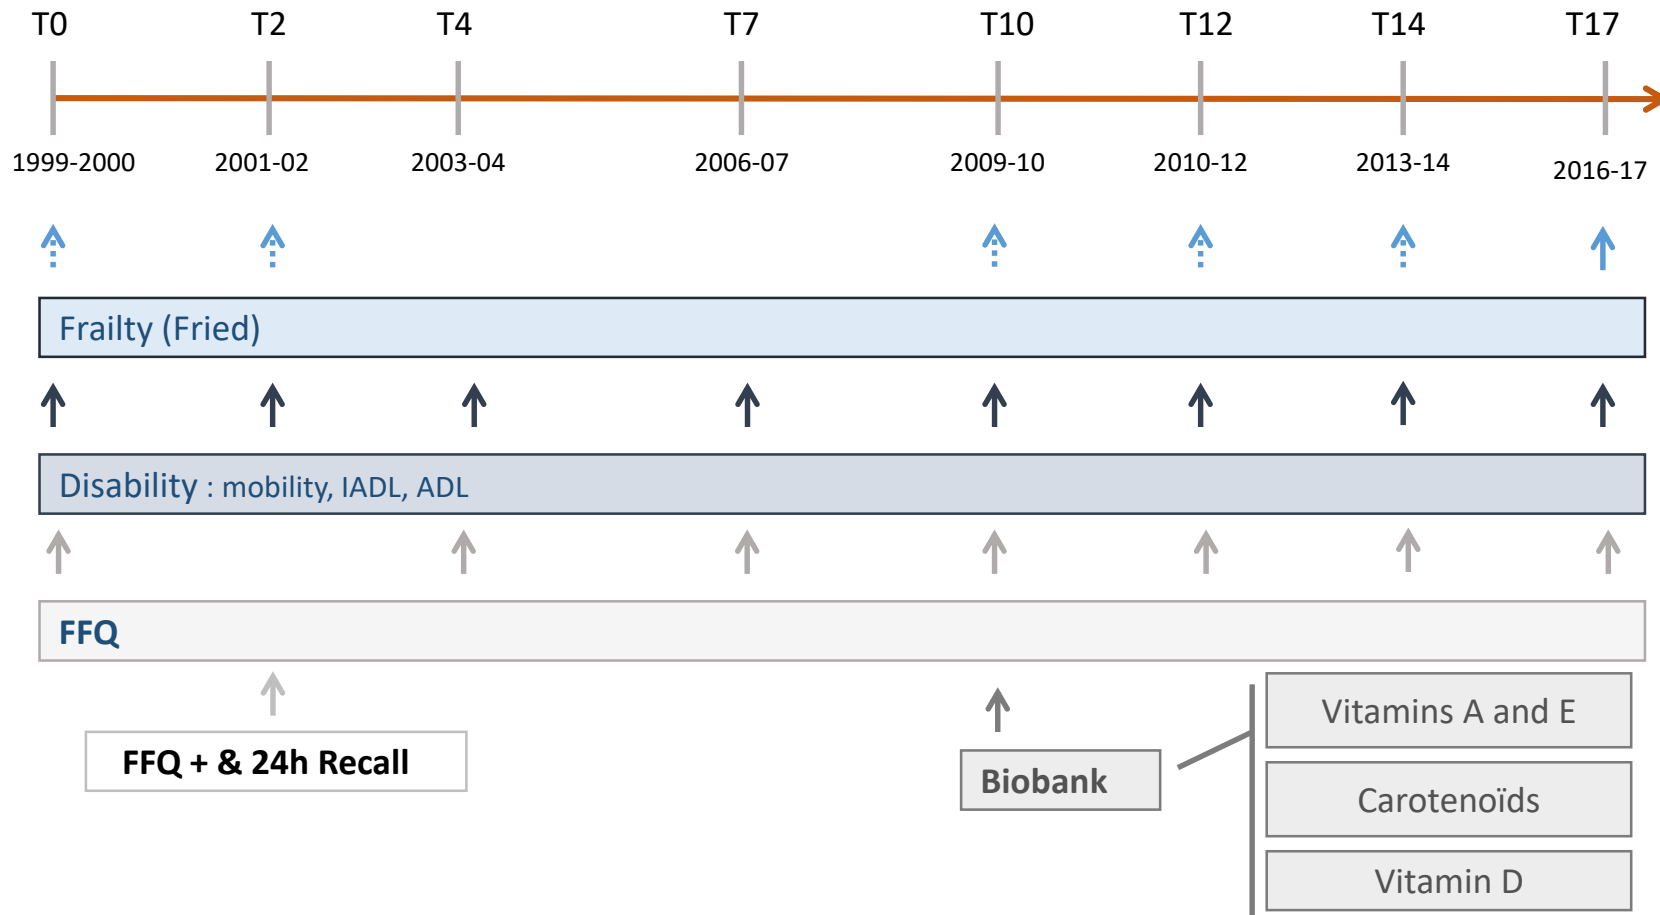 T0 T2 T4 T7 T10 T12 T14 T17
1999-2000 2001-02 2003-04 2006-07 2009-10 2010-12 2013-14 2016-17
Frailty (Fried)
Disability : mobility, IADL, ADL
FFQ
FFQ + & 24h Recall
Biobank
Vitamins A and E
Carotenoïds
Vitamin D